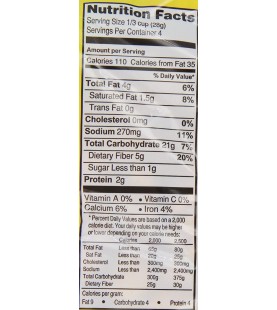 Nutrition Facts
Serving Size 1/3 cup (28g)
Servings Per Container 4
Amount per Serving
Calories 110 Calories from Fat 35
% Daily Value*
Total Fat 4g 6%
Saturated Fat 1.5g 8%
Trans Fat 0g
Cholesterol 0mg 0%
Sodium 270mg 11%
Total Carbohydrate 21g 7%
Dietary Fiber 5g 20%
Sugar Less than 1g
Protein 2g
Vitamin A 0% • Vitamin C 0%
Calcium 6% • Iron 4%
*Percent Daily Values are based on a 2,000
calorie diet. Your daily values may be higher
or lower depending on your calorie needs:
Calories 2,000 2,500
Total Fat Less than 65g 80g
Sat Fat Less than 20g 25g
Cholesterol Less than 300mg 300mg
Sodium Less than 2,400mg 2,400mg
Total Carbohydrate 300g 375g
Dietary Fiber 25g 30g
Calories per gram:
Fat 9 • Carbohydrate 4 • Protein 4